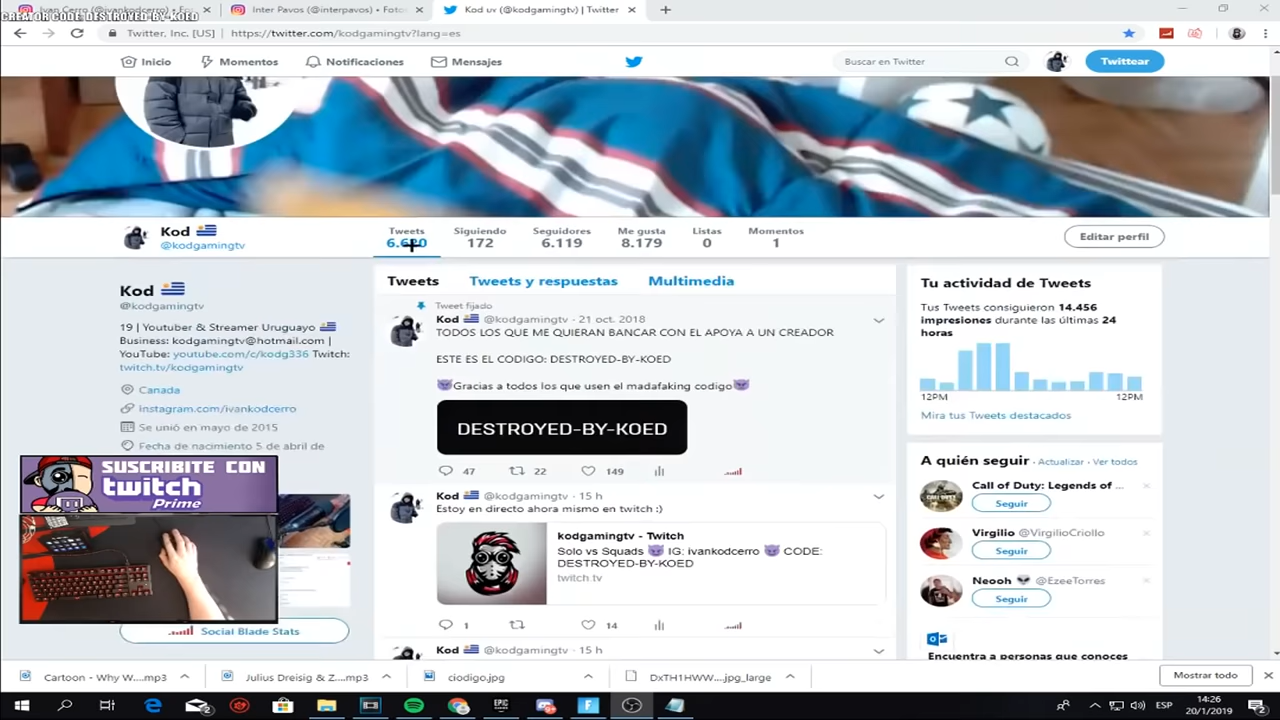 CREATOR CODE DESTROYED-BY-KOED
Ivan Cerro (@ivankodcerro)
Inter Pavos (@interpavos) • Foto
Kod uy (@kodgamingtv) | Twitter
Twitter, Inc. [US]
https://twitter.com/kodgamingtv?lang=es
Inicio
Momentos
Notificaciones
Mensajes
Buscar en Twitter
Twittear
Kod
@kodgamingtv
Tweets
Siguiendo
172
Seguidores
6.119
Me gusta
8.179
Listas
0
Momentos
1
Editar perfil
Kod
@kodgamingtv
19 | Youtuber & Streamer Uruguayo
Business: kodgamingtv@hotmail.com |
YouTube: youtube.com/c/kodg336 Twitch:
twitch.tv/kodgamingtv
Canada
Instagram.com/ivankodcerro
Se unió en mayo de 2015
Fecha de nacimiento 5 de abril de
SUSCRIBITE CON
twitch
Prime
Social Blade Stats
Tweets
Tweets y respuestas
Multimedia
Tweet fijado
Kod @kodgamingtv · 21 oct. 2018
TODOS LOS QUE ME QUIERAN BANCAR CON EL APOYA A UN CREADOR
ESTE ES EL CODIGO: DESTROYED-BY-KOED
Gracias a todos los que usen el madafaking codigo
DESTROYED-BY-KOED
47
22
149
Kod @kodgamingtv · 15 h
Estoy en directo ahora mismo en twitch :)
kodgamingtv - Twitch
Solo vs Squads IG: ivankodcerro CODE:
DESTROYED-BY-KOED
twitch.tv
1
14
Kod @kodgamingtv · 15 h
Tu actividad de Tweets
Tus Tweets consiguieron 14.456
impresiones durante las últimas 24
horas
12PM
12PM
Mira tus Tweets destacados
A quién seguir · Actualizar · Ver todos
Call of Duty: Legends of ...
Seguir
Virgilio @VirgilioCriollo
Seguir
Neooh @EzeeTorres
Seguir
Encuentra a personas que conoces
Cartoon - Why W....mp3
Julius Dreisig & Z....mp3
ciodigo.jpg
DxTH1HWW....jpg_large
Mostrar todo
EPIC
ESP
14:26
20/1/2019
2